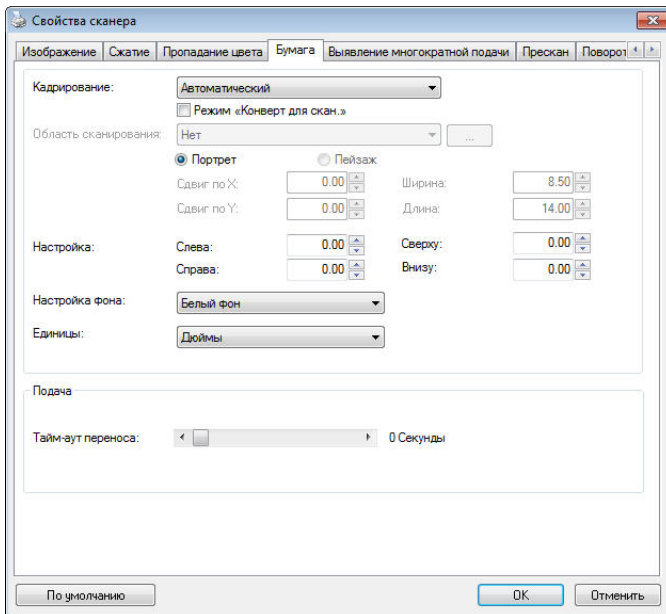 Свойства сканера
Изображение Сжатие Пропадание цвета Бумага Выявление многократной подачи Прескан Поворот
Кадрирование: Автоматический
Режим «Конверт для скан.»
Область сканирования: Нет ...
Портрет Пейзаж
Сдвиг по X: 0.00 Ширина: 8.50
Сдвиг по Y: 0.00 Длина: 14.00
Настройка: Слева: 0.00 Сверху: 0.00
Справа: 0.00 Внизу: 0.00
Настройка фона: Белый фон
Единицы: Дюймы
Подача
Тайм-аут переноса: 0 Секунды
По умолчанию OK Отменить